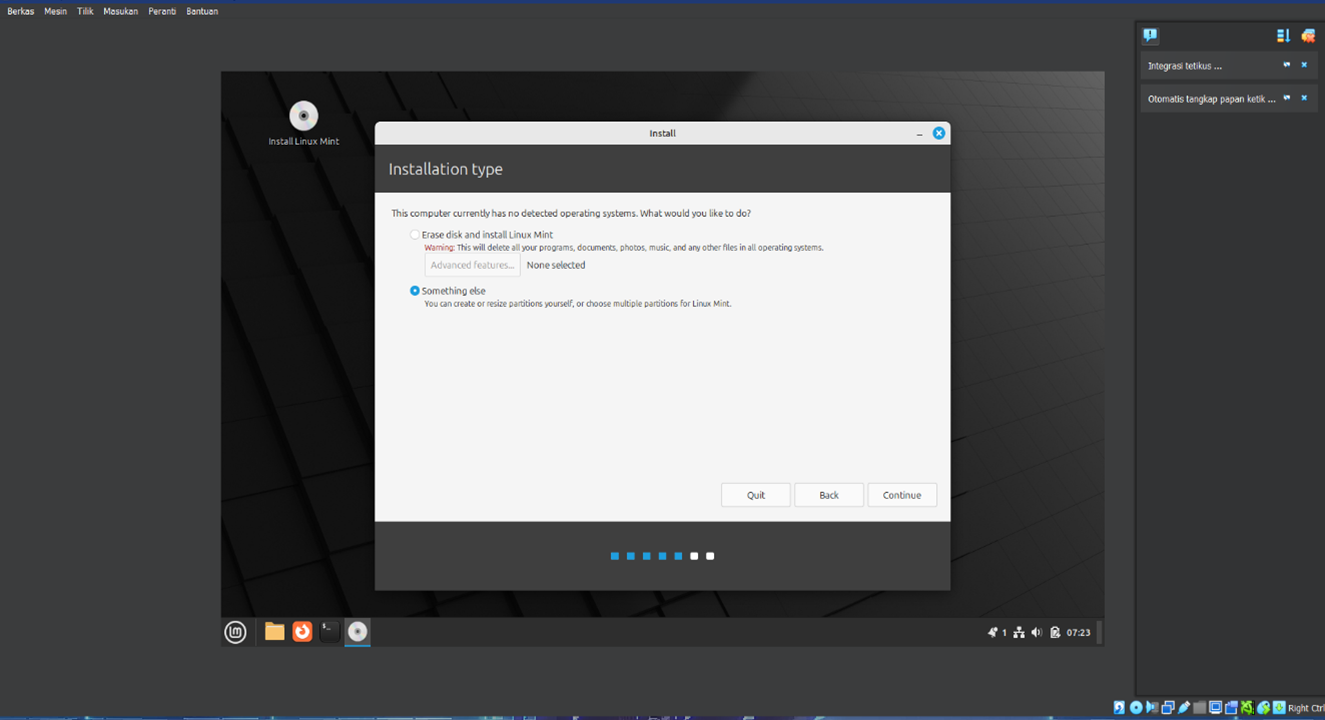 Berkas Mesin Tilik Masukan Peranti Bantuan
Integrasi tetikus ...
Otomatis tangkap papan ketik ...
Install Linux Mint
Install
Installation type
This computer currently has no detected operating systems. What would you like to do?
Erase disk and install Linux Mint
Warning: This will delete all your programs, documents, photos, music, and any other files in all operating systems.
Advanced features... None selected
Something else
You can create or resize partitions yourself, or choose multiple partitions for Linux Mint.
Quit Back Continue
1 07:23
Right Ctrl